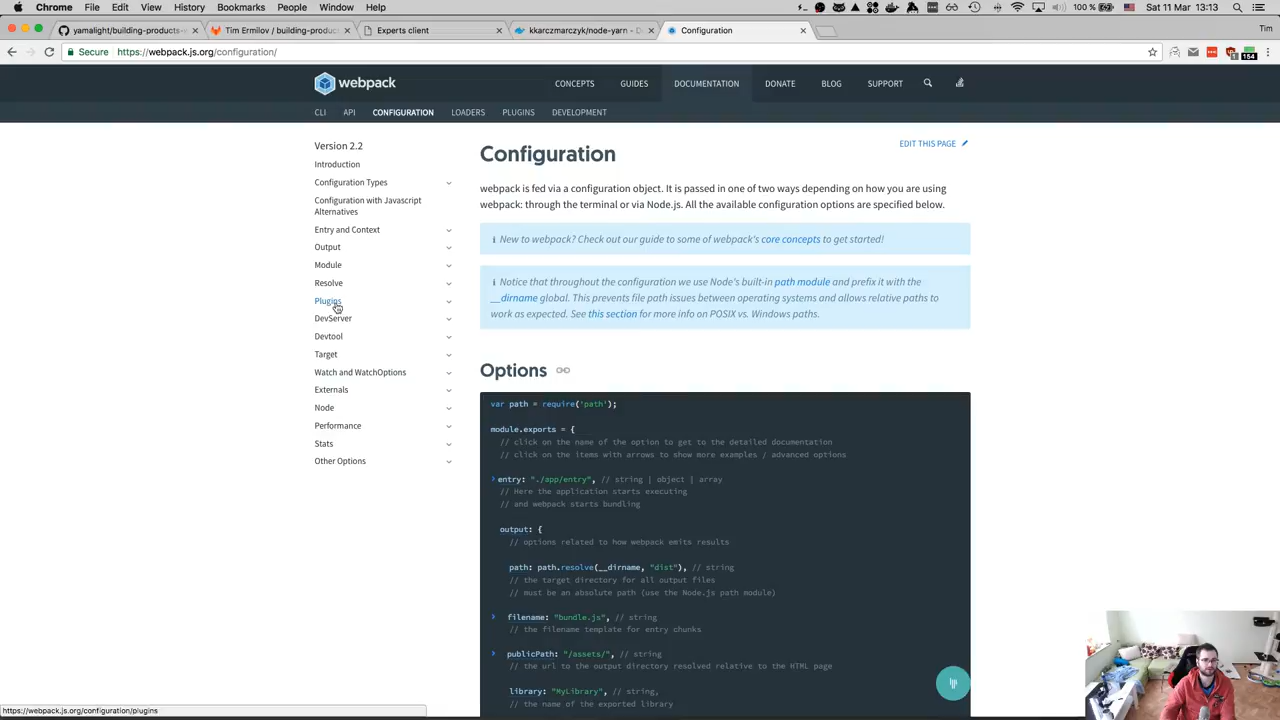 Chrome File Edit View History Bookmarks People Window Help
100 % Sat 11 Mar 13:13
yamalight/building-products-
Tim Ermilov / building-produc
Experts client
kkarczmarczyk/node-yarn - D
Configuration
Tim
Secure https://webpack.js.org/configuration/
154
webpack
CONCEPTS GUIDES DOCUMENTATION DONATE BLOG SUPPORT
CLI API CONFIGURATION LOADERS PLUGINS DEVELOPMENT
Version 2.2
Introduction
Configuration Types
Configuration with Javascript
Alternatives
Entry and Context
Output
Module
Resolve
Plugins
DevServer
Devtool
Target
Watch and WatchOptions
Externals
Node
Performance
Stats
Other Options
EDIT THIS PAGE
Configuration
webpack is fed via a configuration object. It is passed in one of two ways depending on how you are using
webpack: through the terminal or via Node.js. All the available configuration options are specified below.
New to webpack? Check out our guide to some of webpack's core concepts to get started!
Notice that throughout the configuration we use Node's built-in path module and prefix it with the
__dirname global. This prevents file path issues between operating systems and allows relative paths to
work as expected. See this section for more info on POSIX vs. Windows paths.
Options
var path = require('path');
module.exports = {
// click on the name of the option to get to the detailed documentation
// click on the items with arrows to show more examples / advanced options
entry: "./app/entry", // string | object | array
// Here the application starts executing
// and webpack starts bundling
output: {
// options related to how webpack emits results
path: path.resolve(__dirname, "dist"), // string
// the target directory for all output files
// must be an absolute path (use the Node.js path module)
filename: "bundle.js", // string
// the filename template for entry chunks
publicPath: "/assets/", // string
// the url to the output directory resolved relative to the HTML page
library: "MyLibrary", // string,
// the name of the exported library
https://webpack.js.org/configuration/plugins